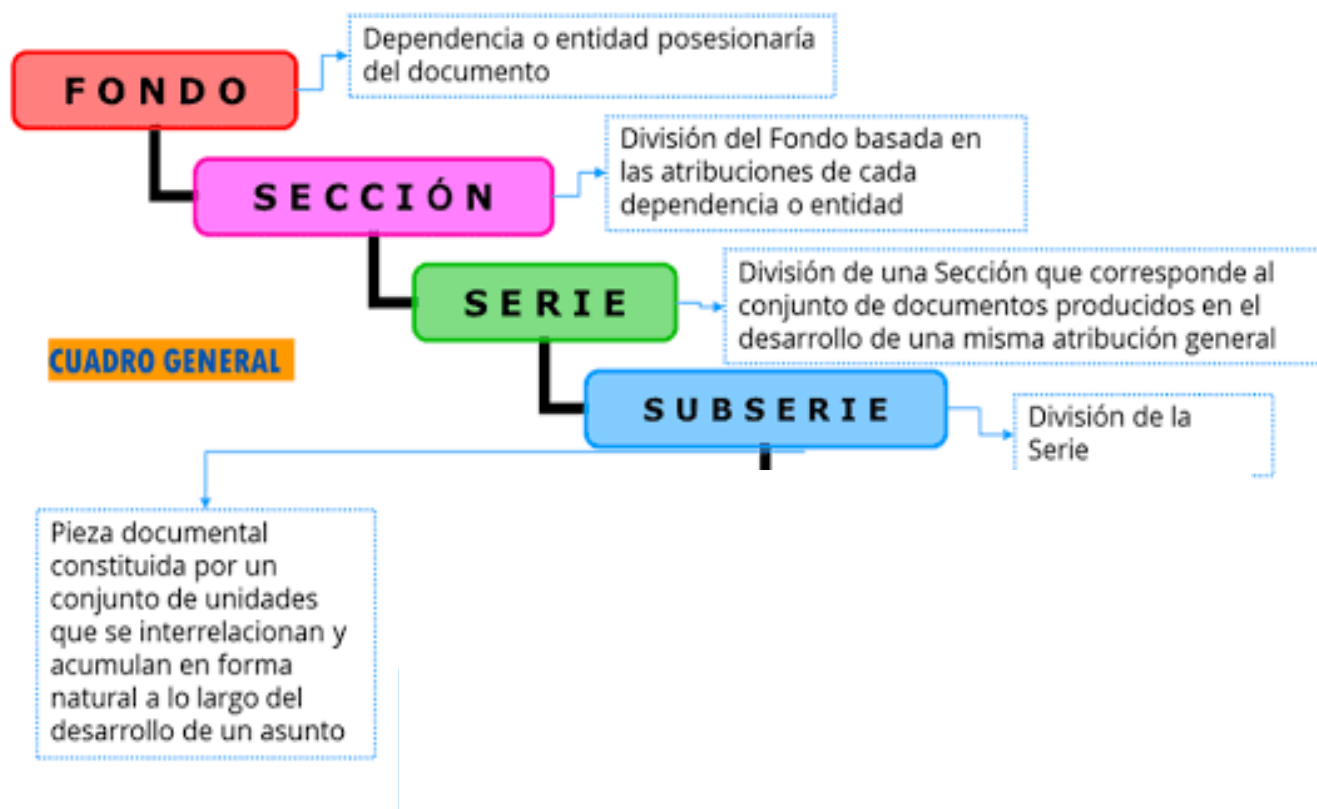 FONDO
Dependencia o entidad posesionaría
del documento
SECCIÓN
División del Fondo basada en
las atribuciones de cada
dependencia o entidad
SERIE
División de una Sección que corresponde al
conjunto de documentos producidos en el
desarrollo de una misma atribución general
CUADRO GENERAL
SUBSERIE
División de la
Serie
Pieza documental
constituida por un
conjunto de unidades
que se interrelacionan y
acumulan en forma
natural a lo largo del
desarrollo de un asunto